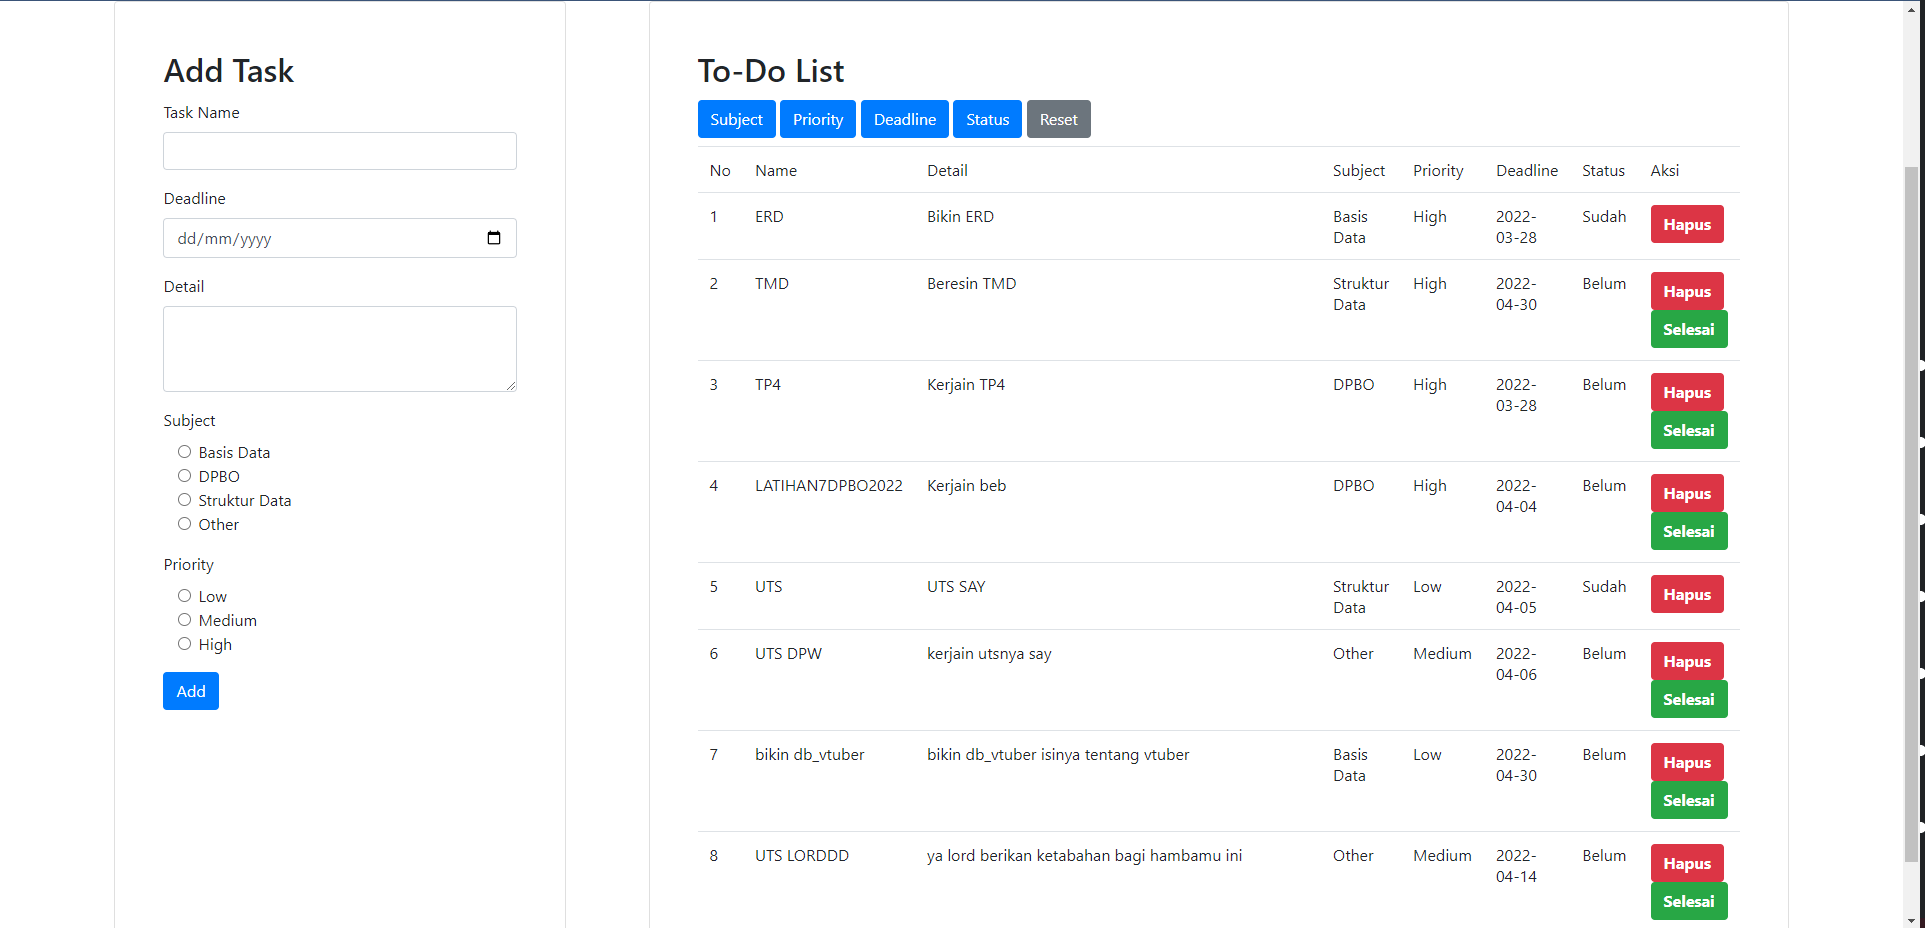 Add Task
Task Name
Deadline
dd/mm/yyyy
Detail
Subject
Basis Data
DPBO
Struktur Data
Other
Priority
Low
Medium
High
Add
To-Do List
Subject Priority Deadline Status Reset
No Name Detail Subject Priority Deadline Status Aksi
1 ERD Bikin ERD Basis High 2022- Sudah Hapus
Data 03-28
2 TMD Beresin TMD Struktur High 2022- Belum Hapus
Data 04-30
Selesai
3 TP4 Kerjain TP4 DPBO High 2022- Belum Hapus
03-28
Selesai
4 LATIHAN7DPBO2022 Kerjain beb DPBO High 2022- Belum Hapus
04-04
Selesai
5 UTS UTS SAY Struktur Low 2022- Sudah Hapus
Data 04-05
6 UTS DPW kerjain utsnya say Other Medium 2022- Belum Hapus
04-06
Selesai
7 bikin db_vtuber bikin db_vtuber isinya tentang vtuber Basis Low 2022- Belum Hapus
Data 04-30
Selesai
8 UTS LORDDD ya lord berikan ketabahan bagi hambamu ini Other Medium 2022- Belum Hapus
04-14
Selesai